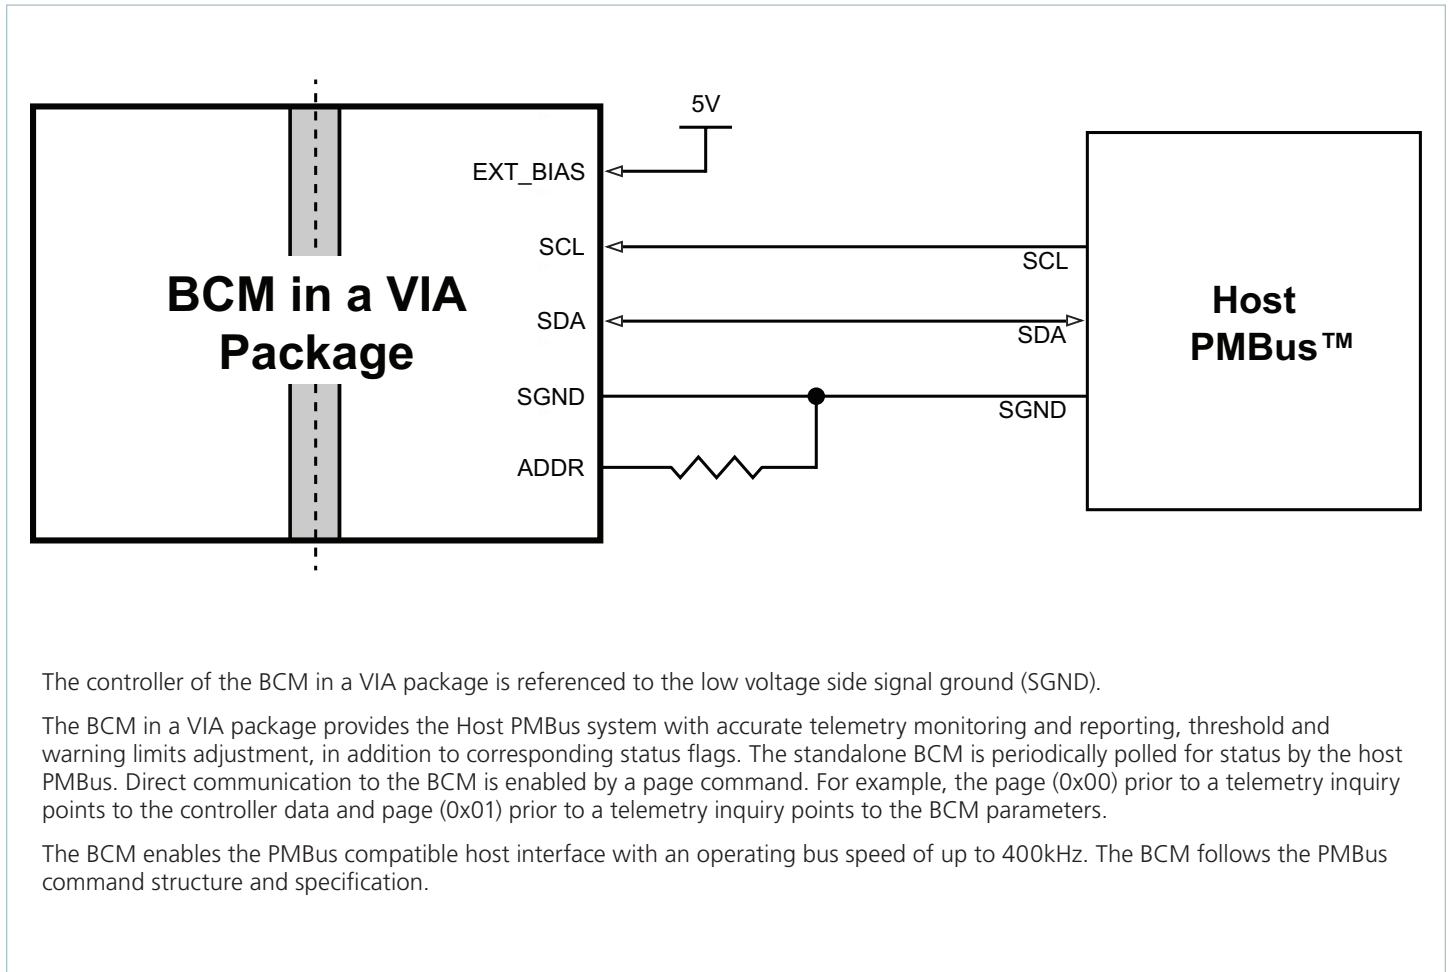 5V
EXT_BIAS
SCL
SCL
BCM in a VIA
Package
Host
PMBus™
SDA
SDA
SGND
SGND
ADDR
The controller of the BCM in a VIA package is referenced to the low voltage side signal ground (SGND).
The BCM in a VIA package provides the Host PMBus system with accurate telemetry monitoring and reporting, threshold and
warning limits adjustment, in addition to corresponding status flags. The standalone BCM is periodically polled for status by the host
PMBus. Direct communication to the BCM is enabled by a page command. For example, the page (0x00) prior to a telemetry inquiry
points to the controller data and page (0x01) prior to a telemetry inquiry points to the BCM parameters.
The BCM enables the PMBus compatible host interface with an operating bus speed of up to 400kHz. The BCM follows the PMBus
command structure and specification.